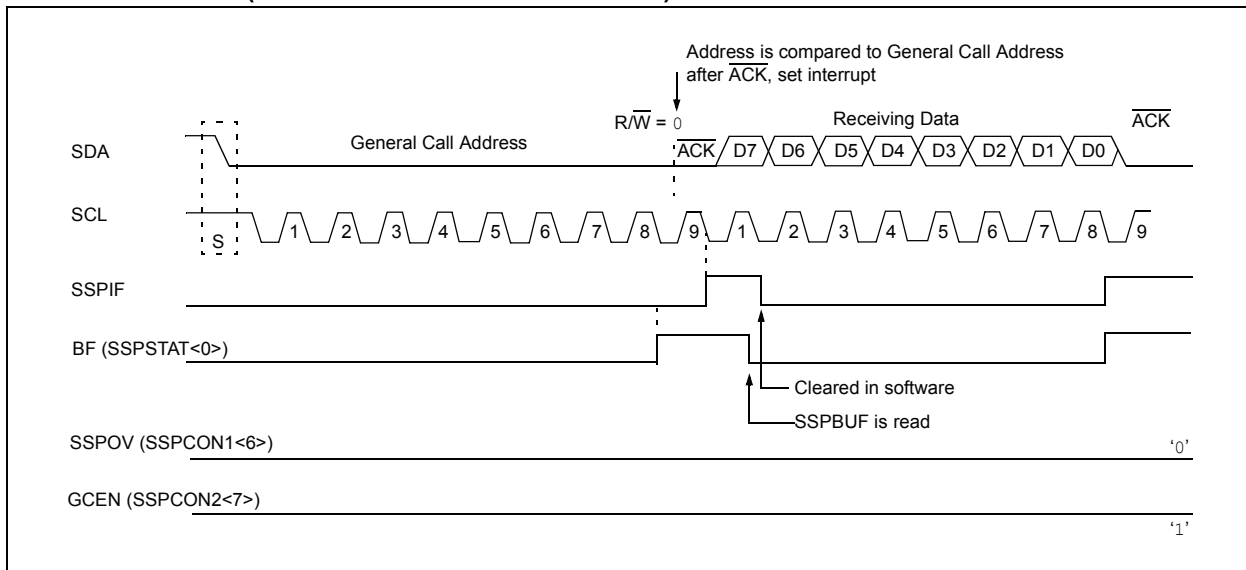 Address is compared to General Call Address
after ACK, set interrupt
R/W = 0
Receiving Data
ACK
SDA
General Call Address
ACK D7 D6 D5 D4 D3 D2 D1 D0
SCL
S
1 2 3 4 5 6 7 8 9 1 2 3 4 5 6 7 8 9
SSPIF
BF (SSPSTAT<0>)
Cleared in software
SSPBUF is read
SSPOV (SSPCON1<6>)
‘0’
GCEN (SSPCON2<7>)
‘1’